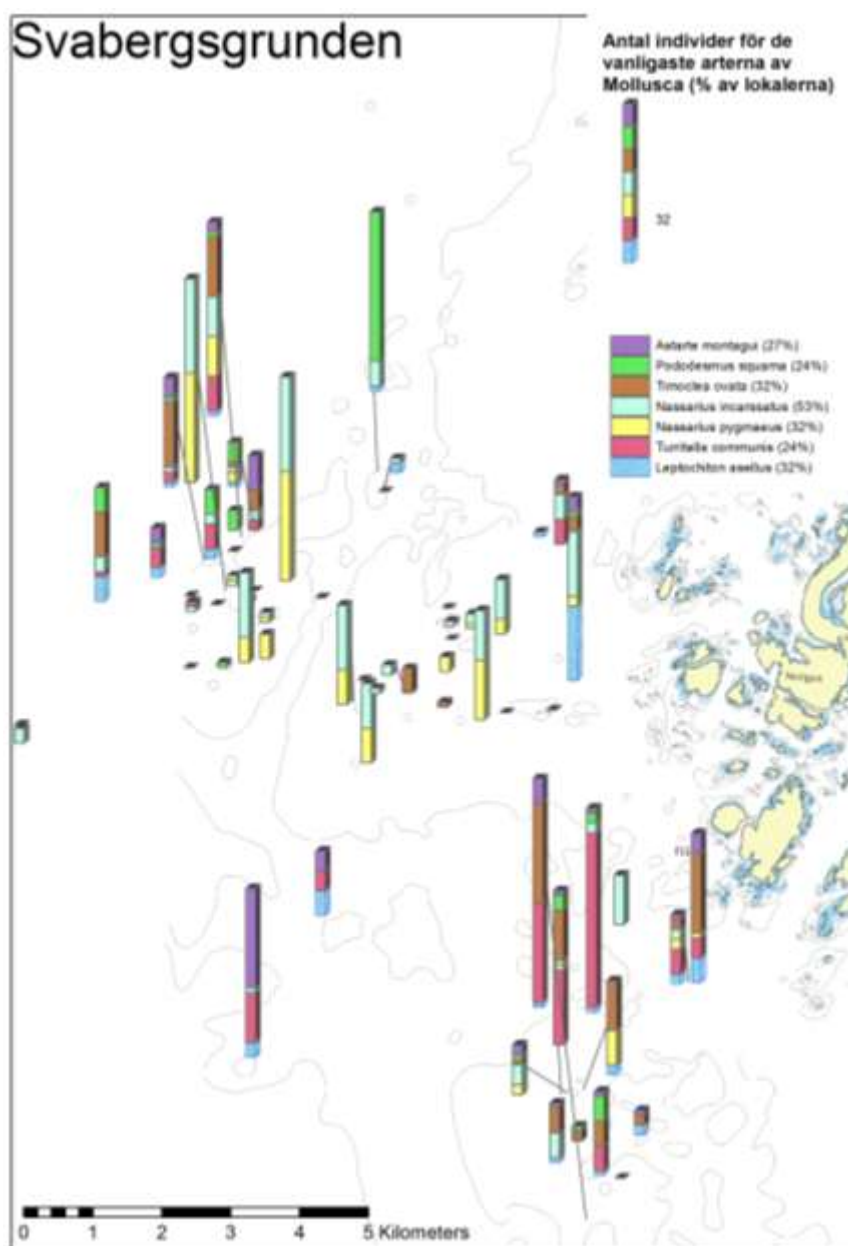 Svabergsgrunden
Antal individer för de
vanligaste arterna av
Mollusca (% av lokalerna)
32
Astarte montagui (27%)
Pododesmus squama (24%)
Timoclea ovata (32%)
Nassarius incarssatus (53%)
Nassarius pygmaeus (32%)
Turritella communis (24%)
Leptochiton asellus (32%)
0 1 2 3 4 5 Kilometers